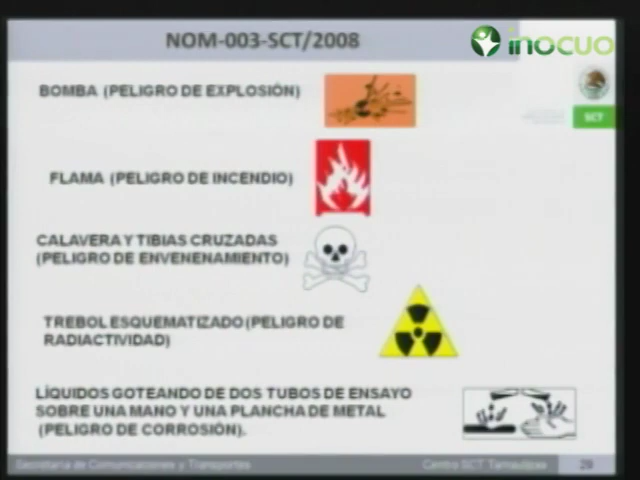 NOM-003-SCT/2008
inocuo
BOMBA (PELIGRO DE EXPLOSIÓN)
SCT
FLAMA (PELIGRO DE INCENDIO)
CALAVERA Y TIBIAS CRUZADAS
(PELIGRO DE ENVENENAMIENTO)
TREBOL ESQUEMATIZADO (PELIGRO DE
RADIACTIVIDAD)
LÍQUIDOS GOTEANDO DE DOS TUBOS DE ENSAYO
SOBRE UNA MANO Y UNA PLANCHA DE METAL
(PELIGRO DE CORROSIÓN).
Secretaría de Comunicaciones y Transportes
Centro SCT Tamaulipas
29